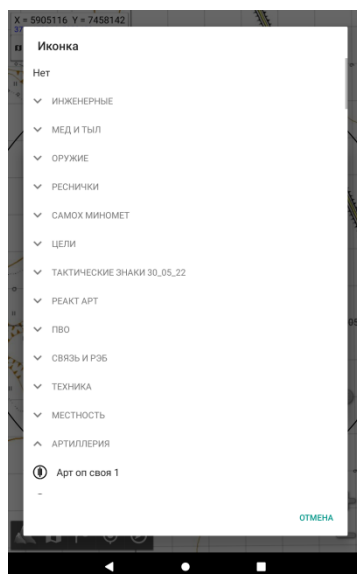 X = 5905116 Y = 7458142
37
Иконка
Нет
ИНЖЕНЕРНЫЕ
МЕД И ТЫЛ
ОРУЖИЕ
РЕСНИЧКИ
САМОХ МИНОМЕТ
ЦЕЛИ
ТАКТИЧЕСКИЕ ЗНАКИ 30_05_22
РЕАКТ АРТ
ПВО
СВЯЗЬ И РЭБ
ТЕХНИКА
МЕСТНОСТЬ
АРТИЛЛЕРИЯ
Арт оп своя 1
ОТМЕНА